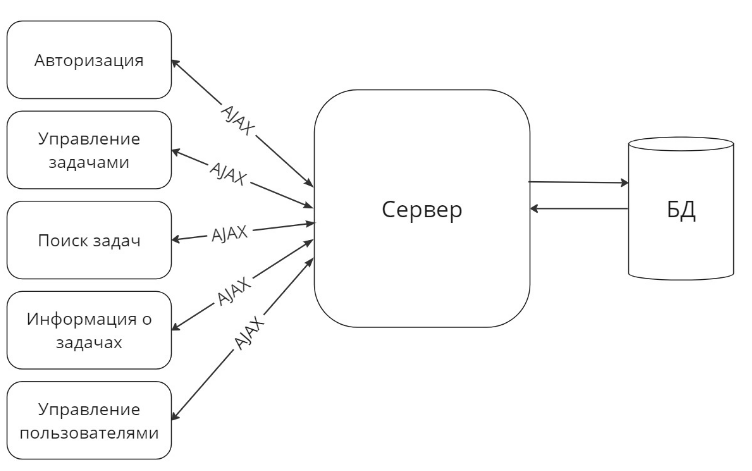 Авторизация
AJAX
Управление
задачами
AJAX
Поиск задач
AJAX
Информация о
задачах
AJAX
Управление
пользователями
AJAX
Сервер
БД